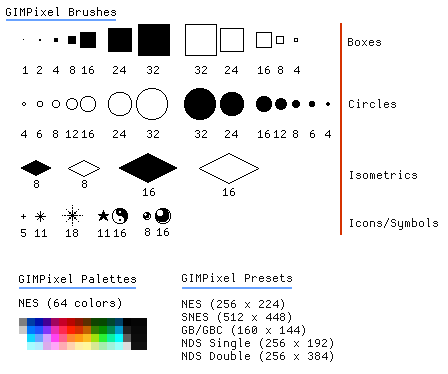 GIMPixel Brushes
1 2 4 8 16 24 32 32 24 16 8 4
Boxes
4 6 8 12 16 24 32 32 24 16 12 8 6 4
Circles
8 8 16 16
Isometrics
5 11 18 11 16 8 16
Icons/Symbols
GIMPixel Palettes
NES (64 colors)
GIMPixel Presets
NES (256 x 224)
SNES (512 x 448)
GB/GBC (160 x 144)
NDS Single (256 x 192)
NDS Double (256 x 384)